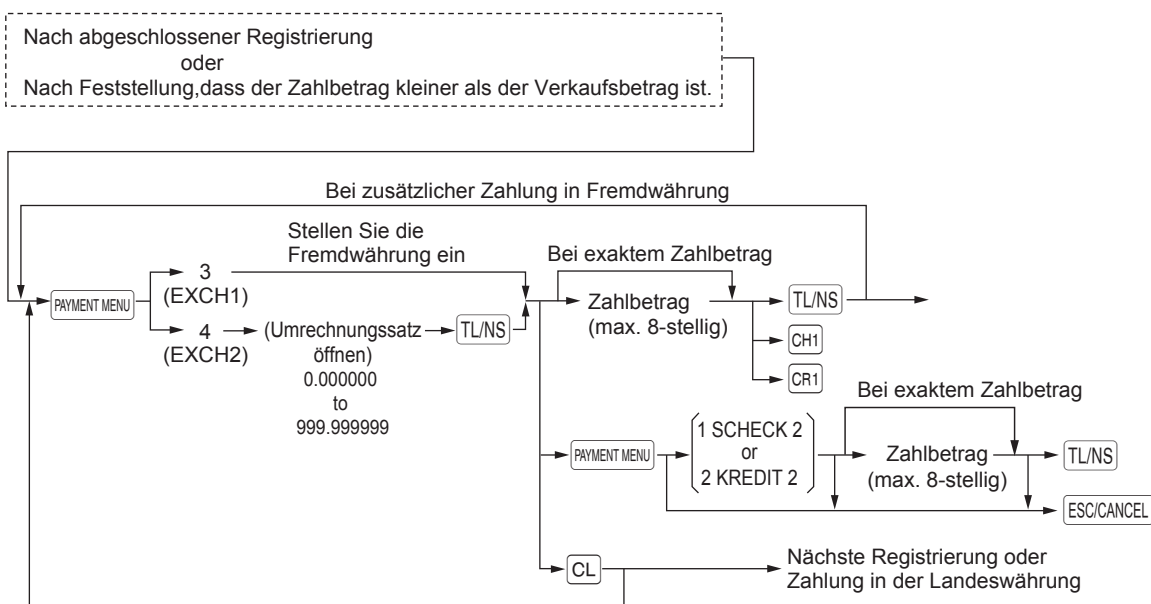 Nach abgeschlossener Registrierung
oder
Nach Feststellung,dass der Zahlbetrag kleiner als der Verkaufsbetrag ist.
Bei zusätzlicher Zahlung in Fremdwährung
Stellen Sie die
Fremdwährung ein
Bei exaktem Zahlbetrag
PAYMENT MENU
3
(EXCH1)
4
(EXCH2)
(Umrechnungssatz
öffnen)
0.000000
to
999.999999
TL/NS
Zahlbetrag
(max. 8-stellig)
TL/NS
CH1
CR1
Bei exaktem Zahlbetrag
PAYMENT MENU
1 SCHECK 2
or
2 KREDIT 2
Zahlbetrag
(max. 8-stellig)
TL/NS
ESC/CANCEL
CL
Nächste Registrierung oder
Zahlung in der Landeswährung